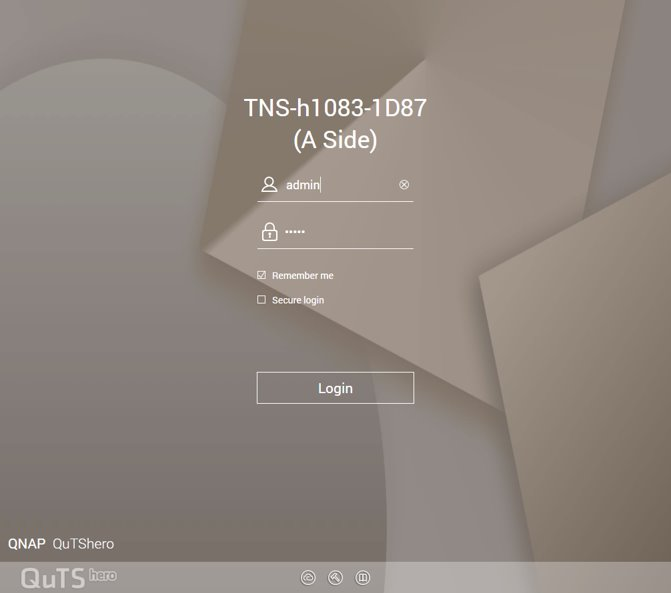 TNS-h1083-1D87
(A Side)
admin
•••••
Remember me
Secure login
Login
QNAP QuTShero
QuTS hero